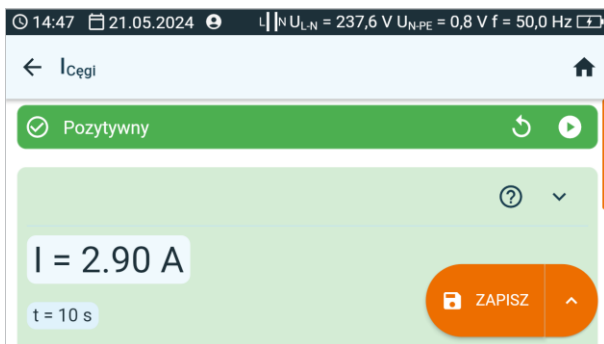 14:47 21.05.2024 L N U L-N = 237,6 V U N-PE = 0,8 V f = 50,0 Hz
I Cęgi
Pozytywny
I = 2.90 A
t = 10 s
ZAPISZ